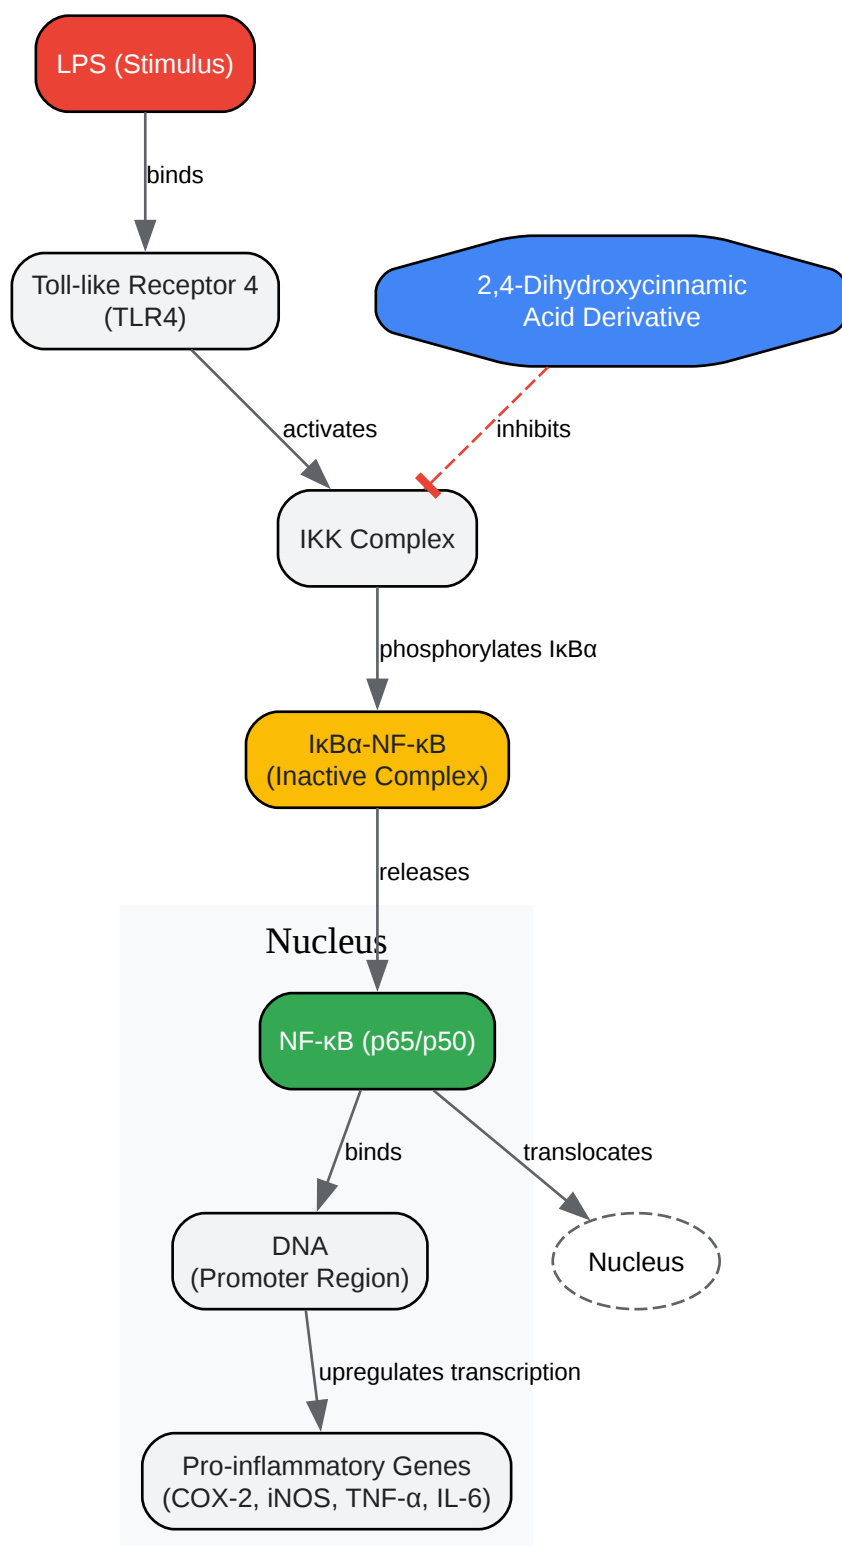 LPS (Stimulus)
binds
Toll-like Receptor 4
(TLR4)
2,4-Dihydroxycinnamic
Acid Derivative
activates
inhibits
IKK Complex
phosphorylates IκBα
IκBα-NF-κB
(Inactive Complex)
releases
Nucleus
NF-κB (p65/p50)
binds
translocates
DNA
(Promoter Region)
Nucleus
upregulates transcription
Pro-inflammatory Genes
(COX-2, iNOS, TNF-α, IL-6)